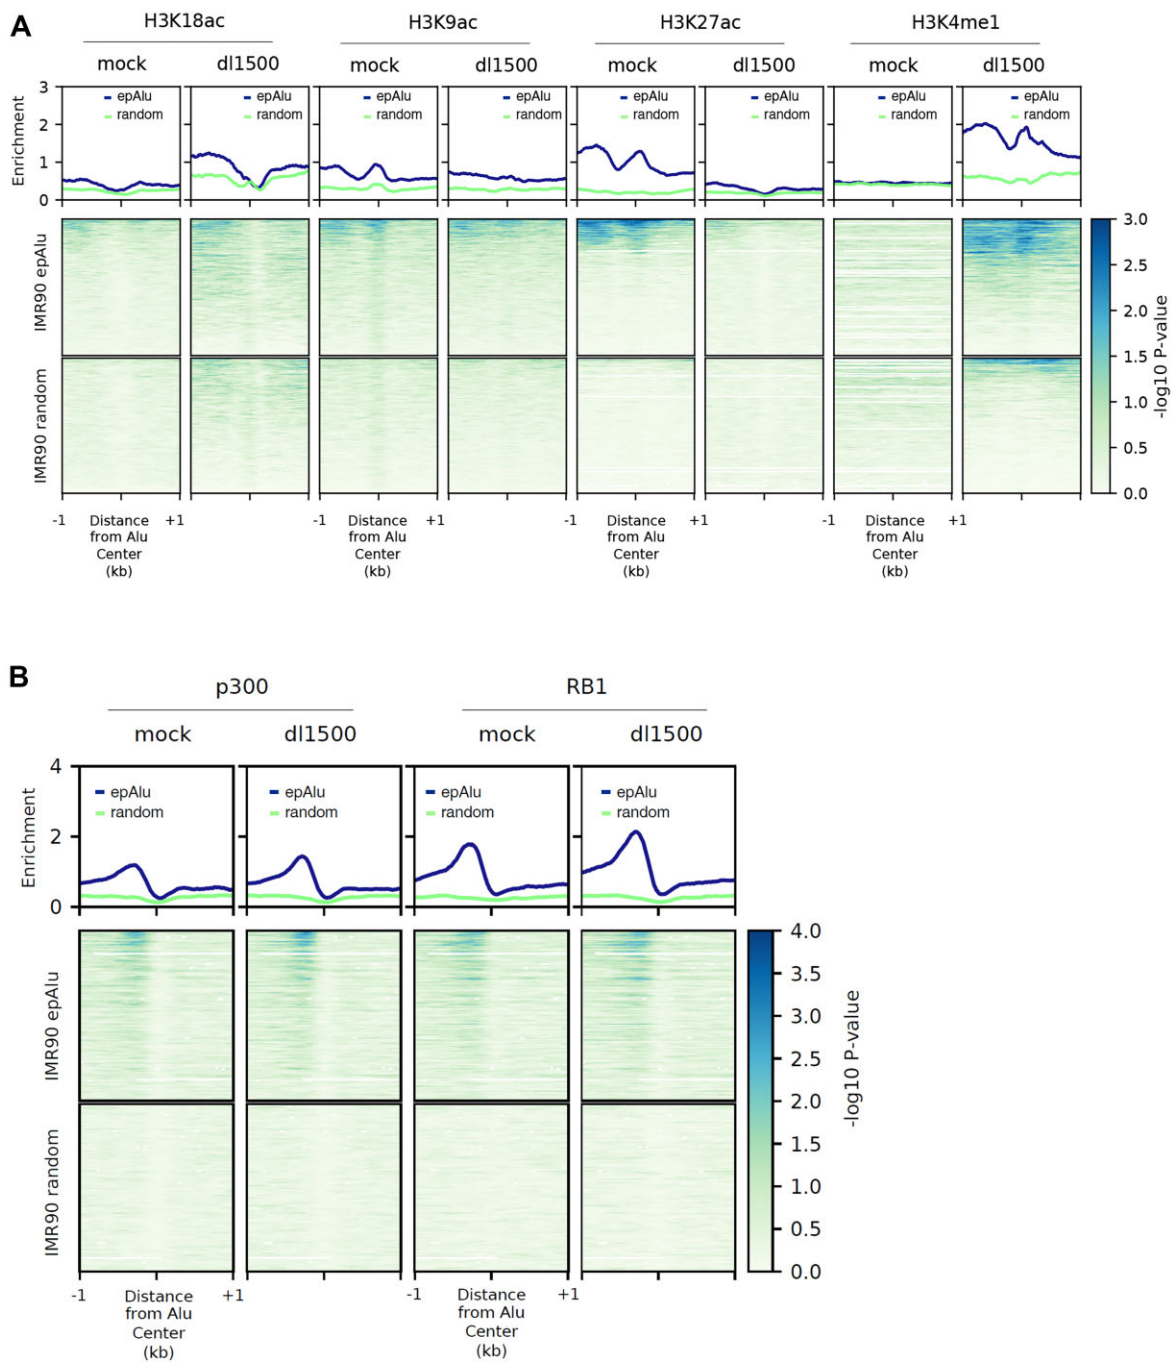 A
H3K18ac H3K9ac H3K27ac H3K4me1
mock dl1500 mock dl1500 mock dl1500 mock dl1500
Enrichment
3
2
1
0
epAlu epAlu epAlu epAlu epAlu epAlu epAlu epAlu
random random random random random random random random
IMR90 epAlu
IMR90 random
3.0
2.5
2.0
1.5
1.0
0.5
0.0
-log10 P-value
-1 Distance +1 -1 Distance +1 -1 Distance +1 -1 Distance +1
from Alu from Alu from Alu from Alu
Center Center Center Center
(kb) (kb) (kb) (kb)
B
p300 RB1
mock dl1500 mock dl1500
Enrichment
4
2
0
epAlu epAlu epAlu epAlu
random random random random
IMR90 epAlu
IMR90 random
4.0
3.5
3.0
2.5
2.0
1.5
1.0
0.5
0.0
-log10 P-value
-1 Distance +1 -1 Distance +1
from Alu from Alu
Center Center
(kb) (kb)